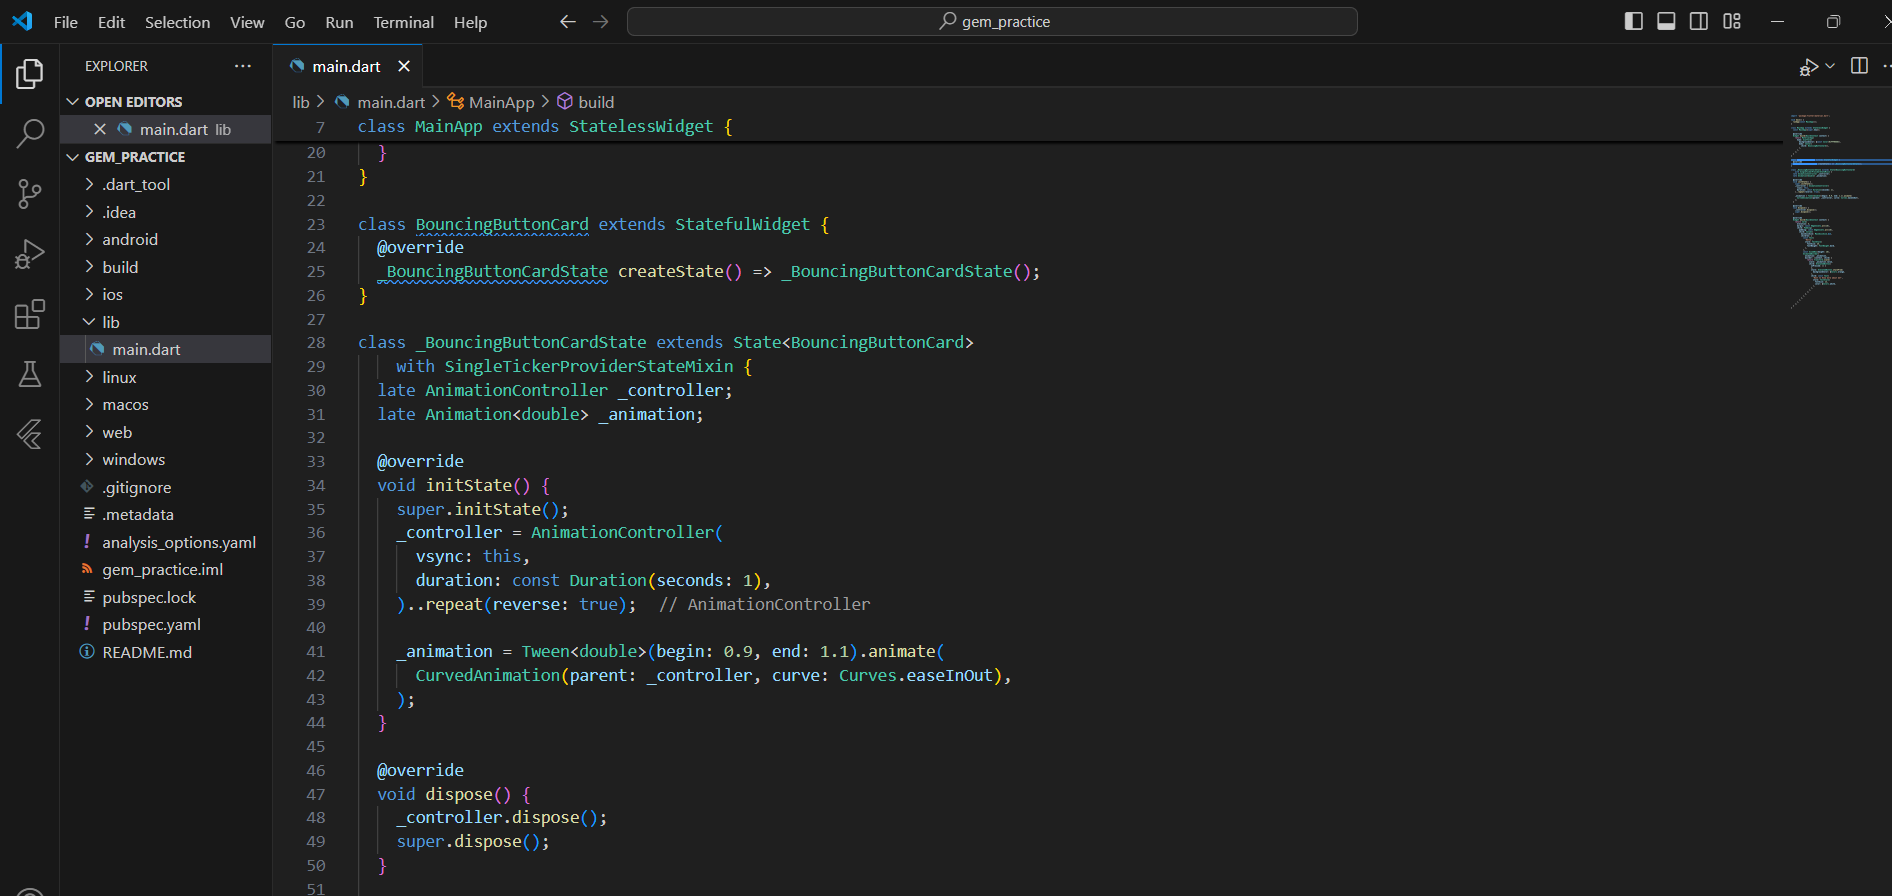 File Edit Selection View Go Run Terminal Help
gem_practice
EXPLORER
OPEN EDITORS
main.dart lib
GEM_PRACTICE
.dart_tool
.idea
android
build
ios
lib
main.dart
linux
macos
web
windows
.gitignore
.metadata
analysis_options.yaml
gem_practice.iml
pubspec.lock
pubspec.yaml
README.md
main.dart
lib > main.dart > MainApp > build
7 class MainApp extends StatelessWidget {
20 }
21 }
22
23 class BouncingButtonCard extends StatefulWidget {
24 @override
25 _BouncingButtonCardState createState() => _BouncingButtonCardState();
26 }
27
28 class _BouncingButtonCardState extends State<BouncingButtonCard>
29 with SingleTickerProviderStateMixin {
30 late AnimationController _controller;
31 late Animation<double> _animation;
32
33 @override
34 void initState() {
35 super.initState();
36 _controller = AnimationController(
37 vsync: this,
38 duration: const Duration(seconds: 1),
39 )..repeat(reverse: true); // AnimationController
40
41 _animation = Tween<double>(begin: 0.9, end: 1.1).animate(
42 CurvedAnimation(parent: _controller, curve: Curves.easeInOut),
43 );
44 }
45
46 @override
47 void dispose() {
48 _controller.dispose();
49 super.dispose();
50 }
51